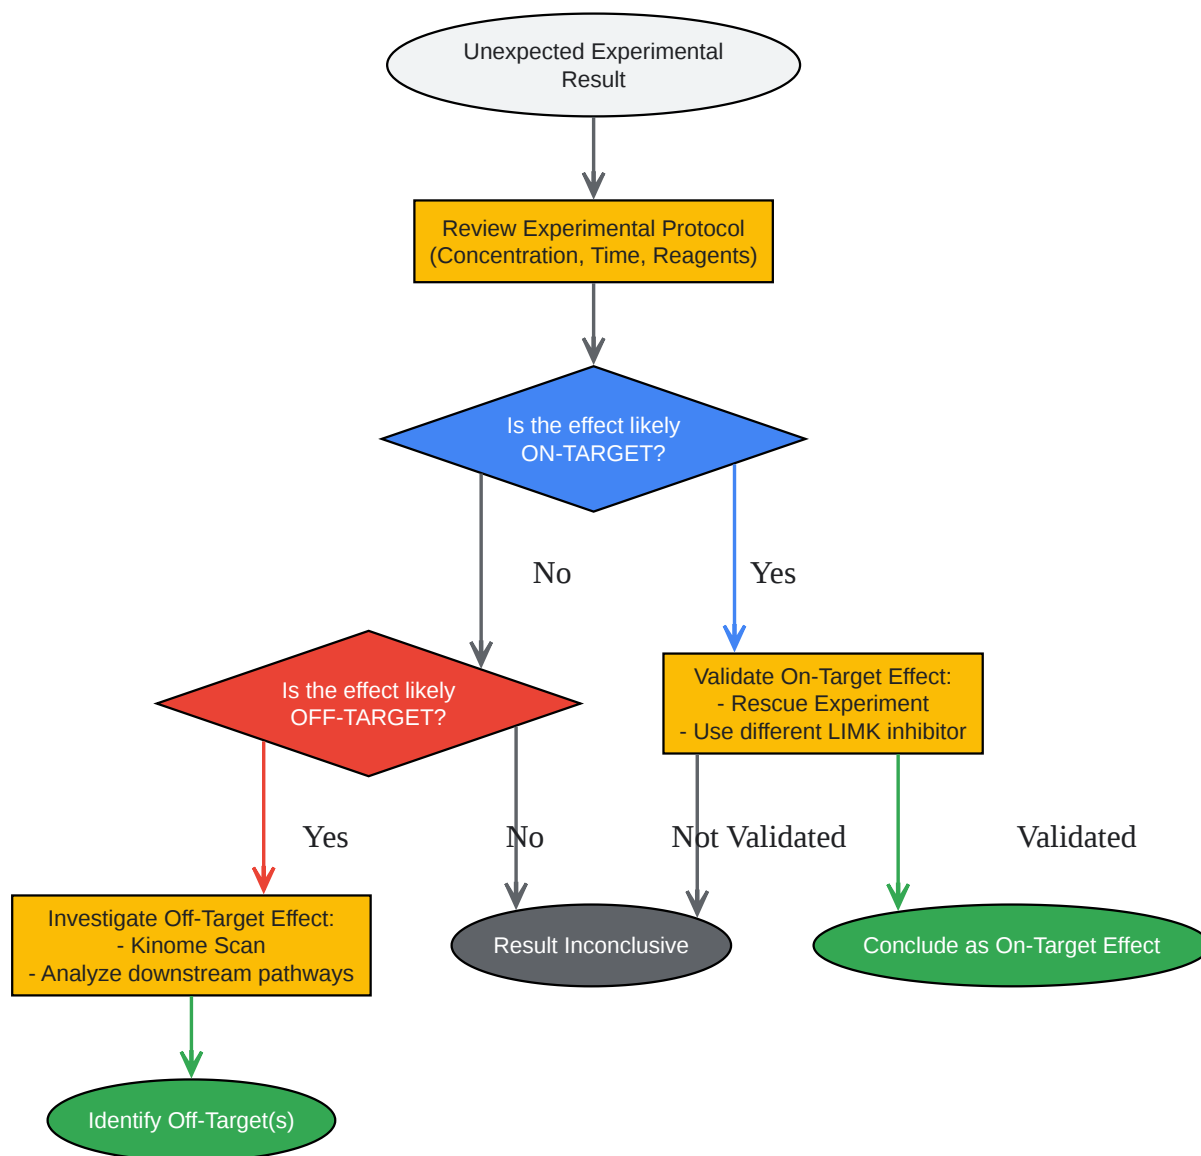 Unexpected Experimental
Result
Review Experimental Protocol
(Concentration, Time, Reagents)
Is the effect likely
ON-TARGET?
No
Yes
Is the effect likely
OFF-TARGET?
Validate On-Target Effect:
- Rescue Experiment
- Use different LIMK inhibitor
Yes
No
Not Validated
Validated
Investigate Off-Target Effect:
- Kinome Scan
- Analyze downstream pathways
Result Inconclusive
Conclude as On-Target Effect
Identify Off-Target(s)